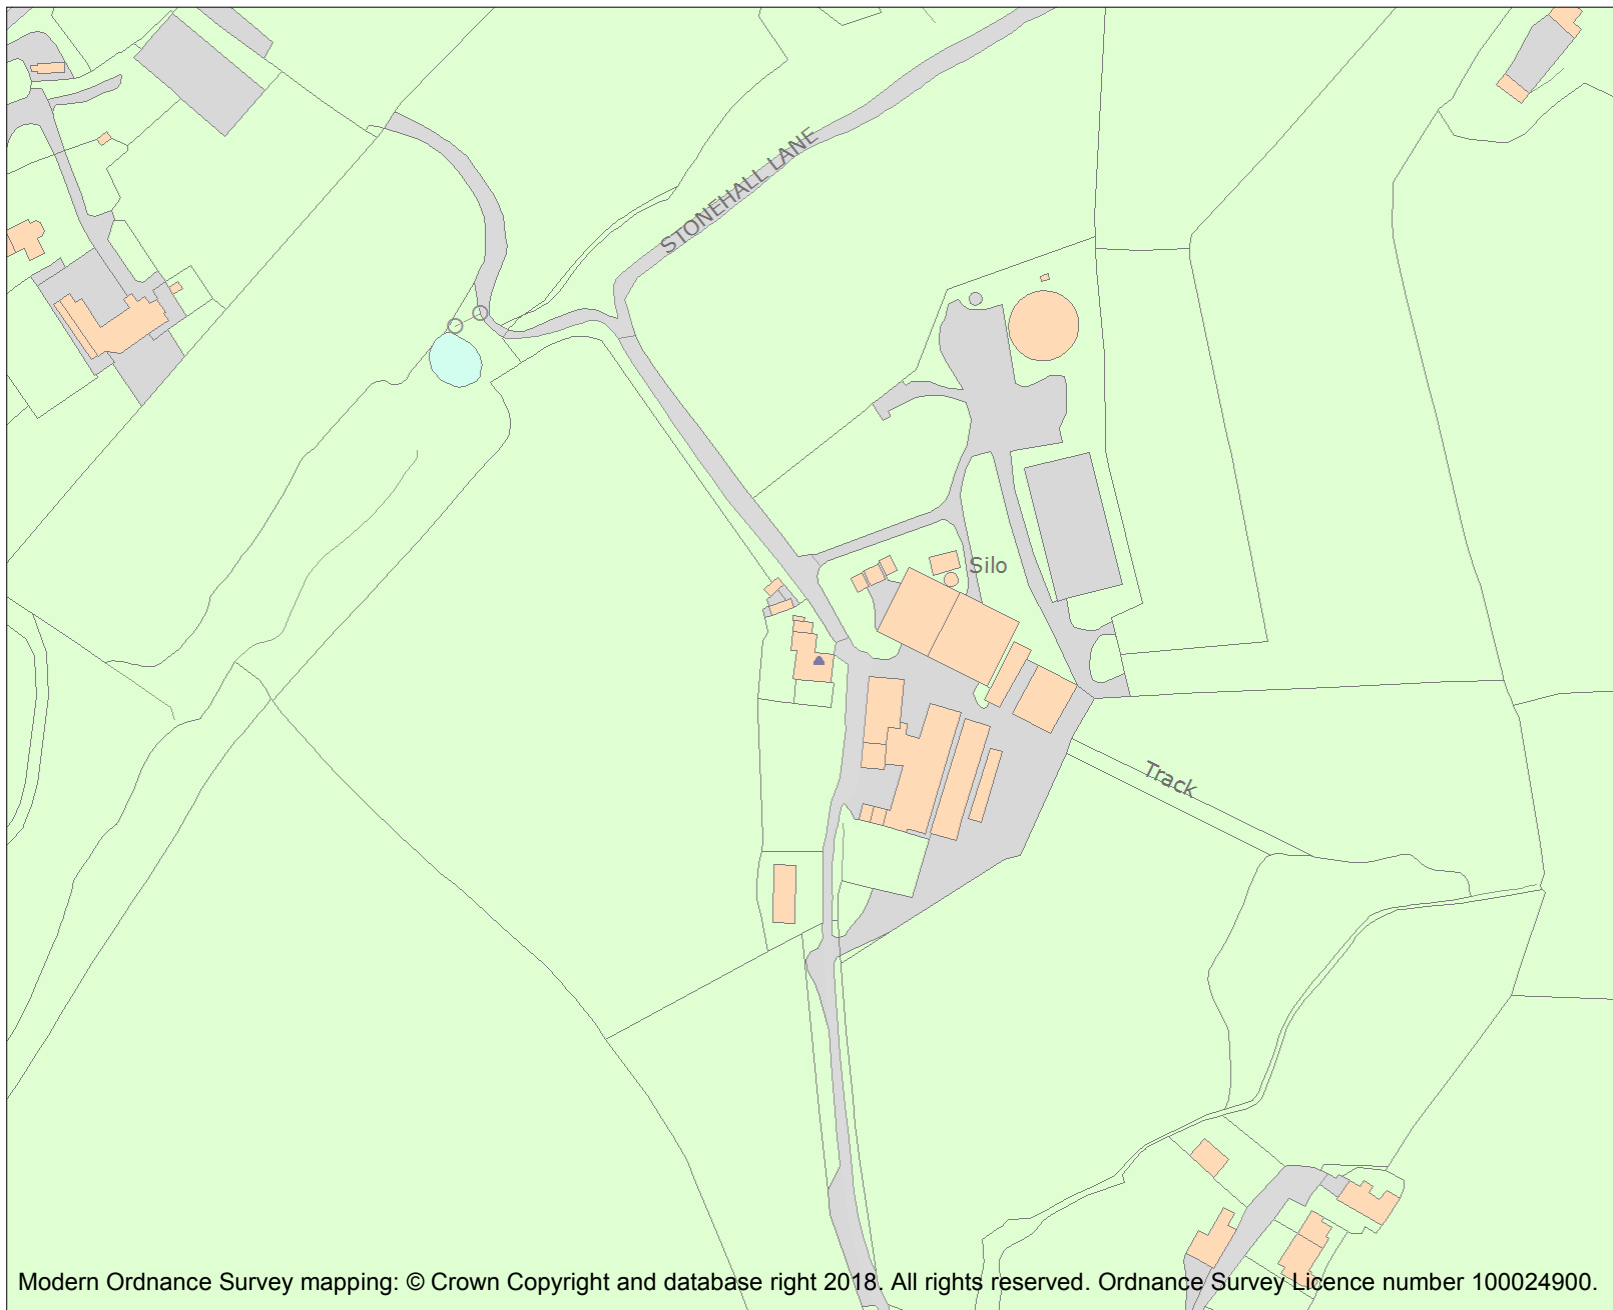 STONEHALL LANE
Silo
Track
Modern Ordnance Survey mapping: © Crown Copyright and database right 2018. All rights reserved. Ordnance Survey Licence number 100024900.